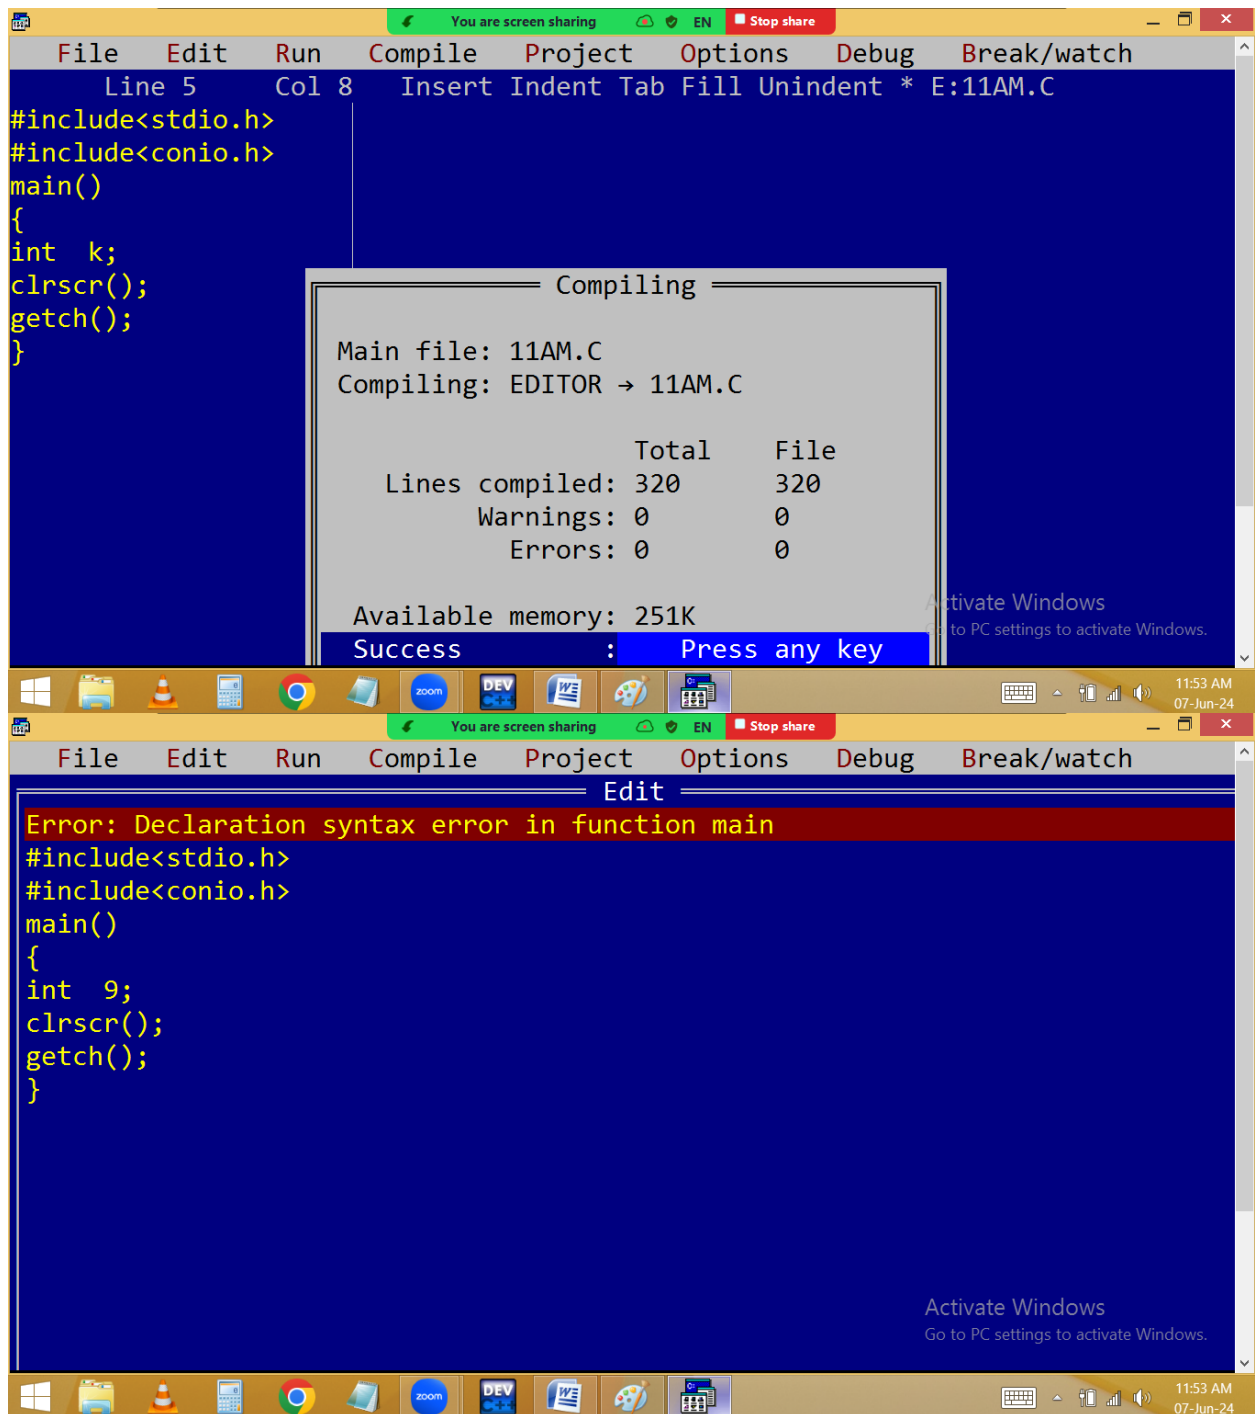 You are screen sharing EN Stop share
File Edit Run Compile Project Options Debug Break/watch
Line 5 Col 8 Insert Indent Tab Fill Unindent * E:11AM.C
#include<stdio.h>
#include<conio.h>
main()
{
int k;
clrscr();
getch();
}
Compiling
Main file: 11AM.C
Compiling: EDITOR → 11AM.C
Total File
Lines compiled: 320 320
Warnings: 0 0
Errors: 0 0
Available memory: 251K
Success : Press any key
Activate Windows
Go to PC settings to activate Windows.
zoom
DEV
C++
11:53 AM
07-Jun-24
You are screen sharing EN Stop share
File Edit Run Compile Project Options Debug Break/watch
Edit
Error: Declaration syntax error in function main
#include<stdio.h>
#include<conio.h>
main()
{
int 9;
clrscr();
getch();
}
Activate Windows
Go to PC settings to activate Windows.
zoom
DEV
C++
11:53 AM
07-Jun-24